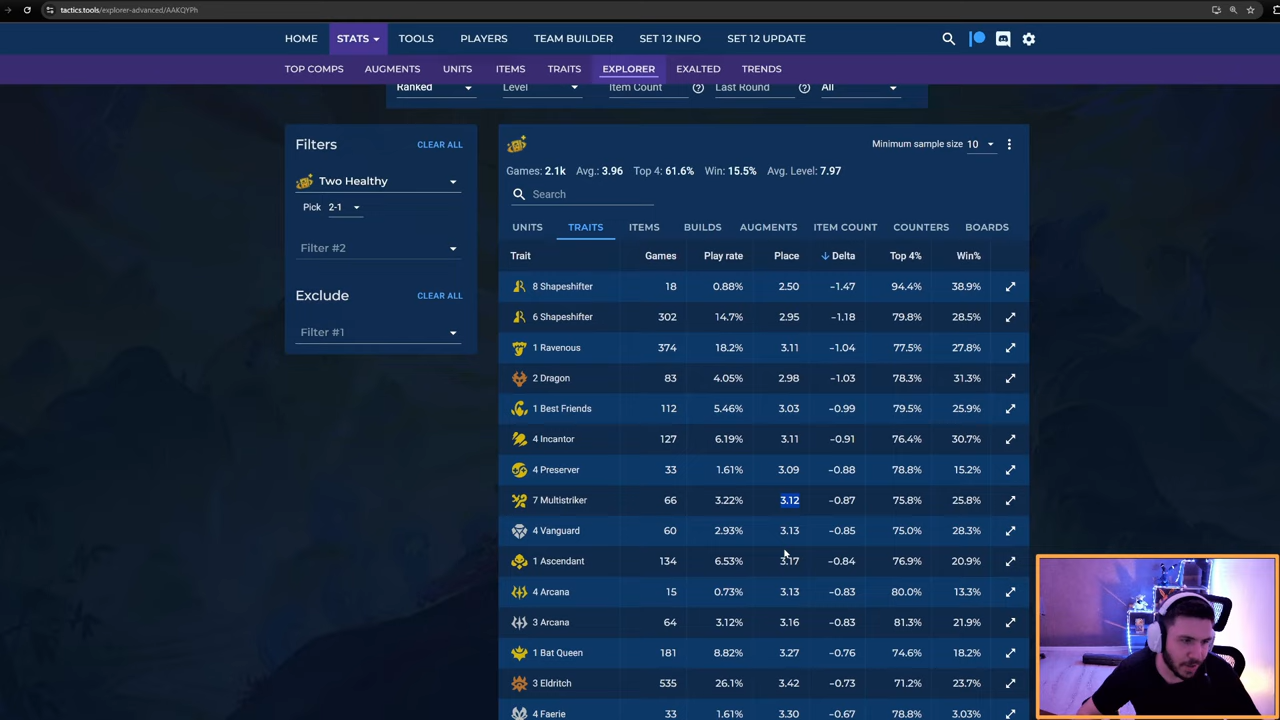 tactics.tools/explorer-advanced/AAKQYPh
HOME STATS TOOLS PLAYERS TEAM BUILDER SET 12 INFO SET 12 UPDATE
TOP COMPS AUGMENTS UNITS ITEMS TRAITS EXPLORER EXALTED TRENDS
Ranked Level Item Count ? Last Round ? All
Filters CLEAR ALL
Two Healthy
Pick 2-1
Filter #2
Exclude CLEAR ALL
Filter #1
Minimum sample size 10
Games: 2.1k Avg.: 3.96 Top 4: 61.6% Win: 15.5% Avg. Level: 7.97
Search
UNITS TRAITS ITEMS BUILDS AUGMENTS ITEM COUNT COUNTERS BOARDS
Trait Games Play rate Place Delta Top 4% Win%
8 Shapeshifter 18 0.88% 2.50 -1.47 94.4% 38.9%
6 Shapeshifter 302 14.7% 2.95 -1.18 79.8% 28.5%
1 Ravenous 374 18.2% 3.11 -1.04 77.5% 27.8%
2 Dragon 83 4.05% 2.98 -1.03 78.3% 31.3%
1 Best Friends 112 5.46% 3.03 -0.99 79.5% 25.9%
4 Incantor 127 6.19% 3.11 -0.91 76.4% 30.7%
4 Preserver 33 1.61% 3.09 -0.88 78.8% 15.2%
7 Multistriker 66 3.22% 3.12 -0.87 75.8% 25.8%
4 Vanguard 60 2.93% 3.13 -0.85 75.0% 28.3%
1 Ascendant 134 6.53% 3.17 -0.84 76.9% 20.9%
4 Arcana 15 0.73% 3.13 -0.83 80.0% 13.3%
3 Arcana 64 3.12% 3.16 -0.83 81.3% 21.9%
1 Bat Queen 181 8.82% 3.27 -0.76 74.6% 18.2%
3 Eldritch 535 26.1% 3.42 -0.73 71.2% 23.7%
4 Faerie 33 1.61% 3.30 -0.67 78.8% 3.03%